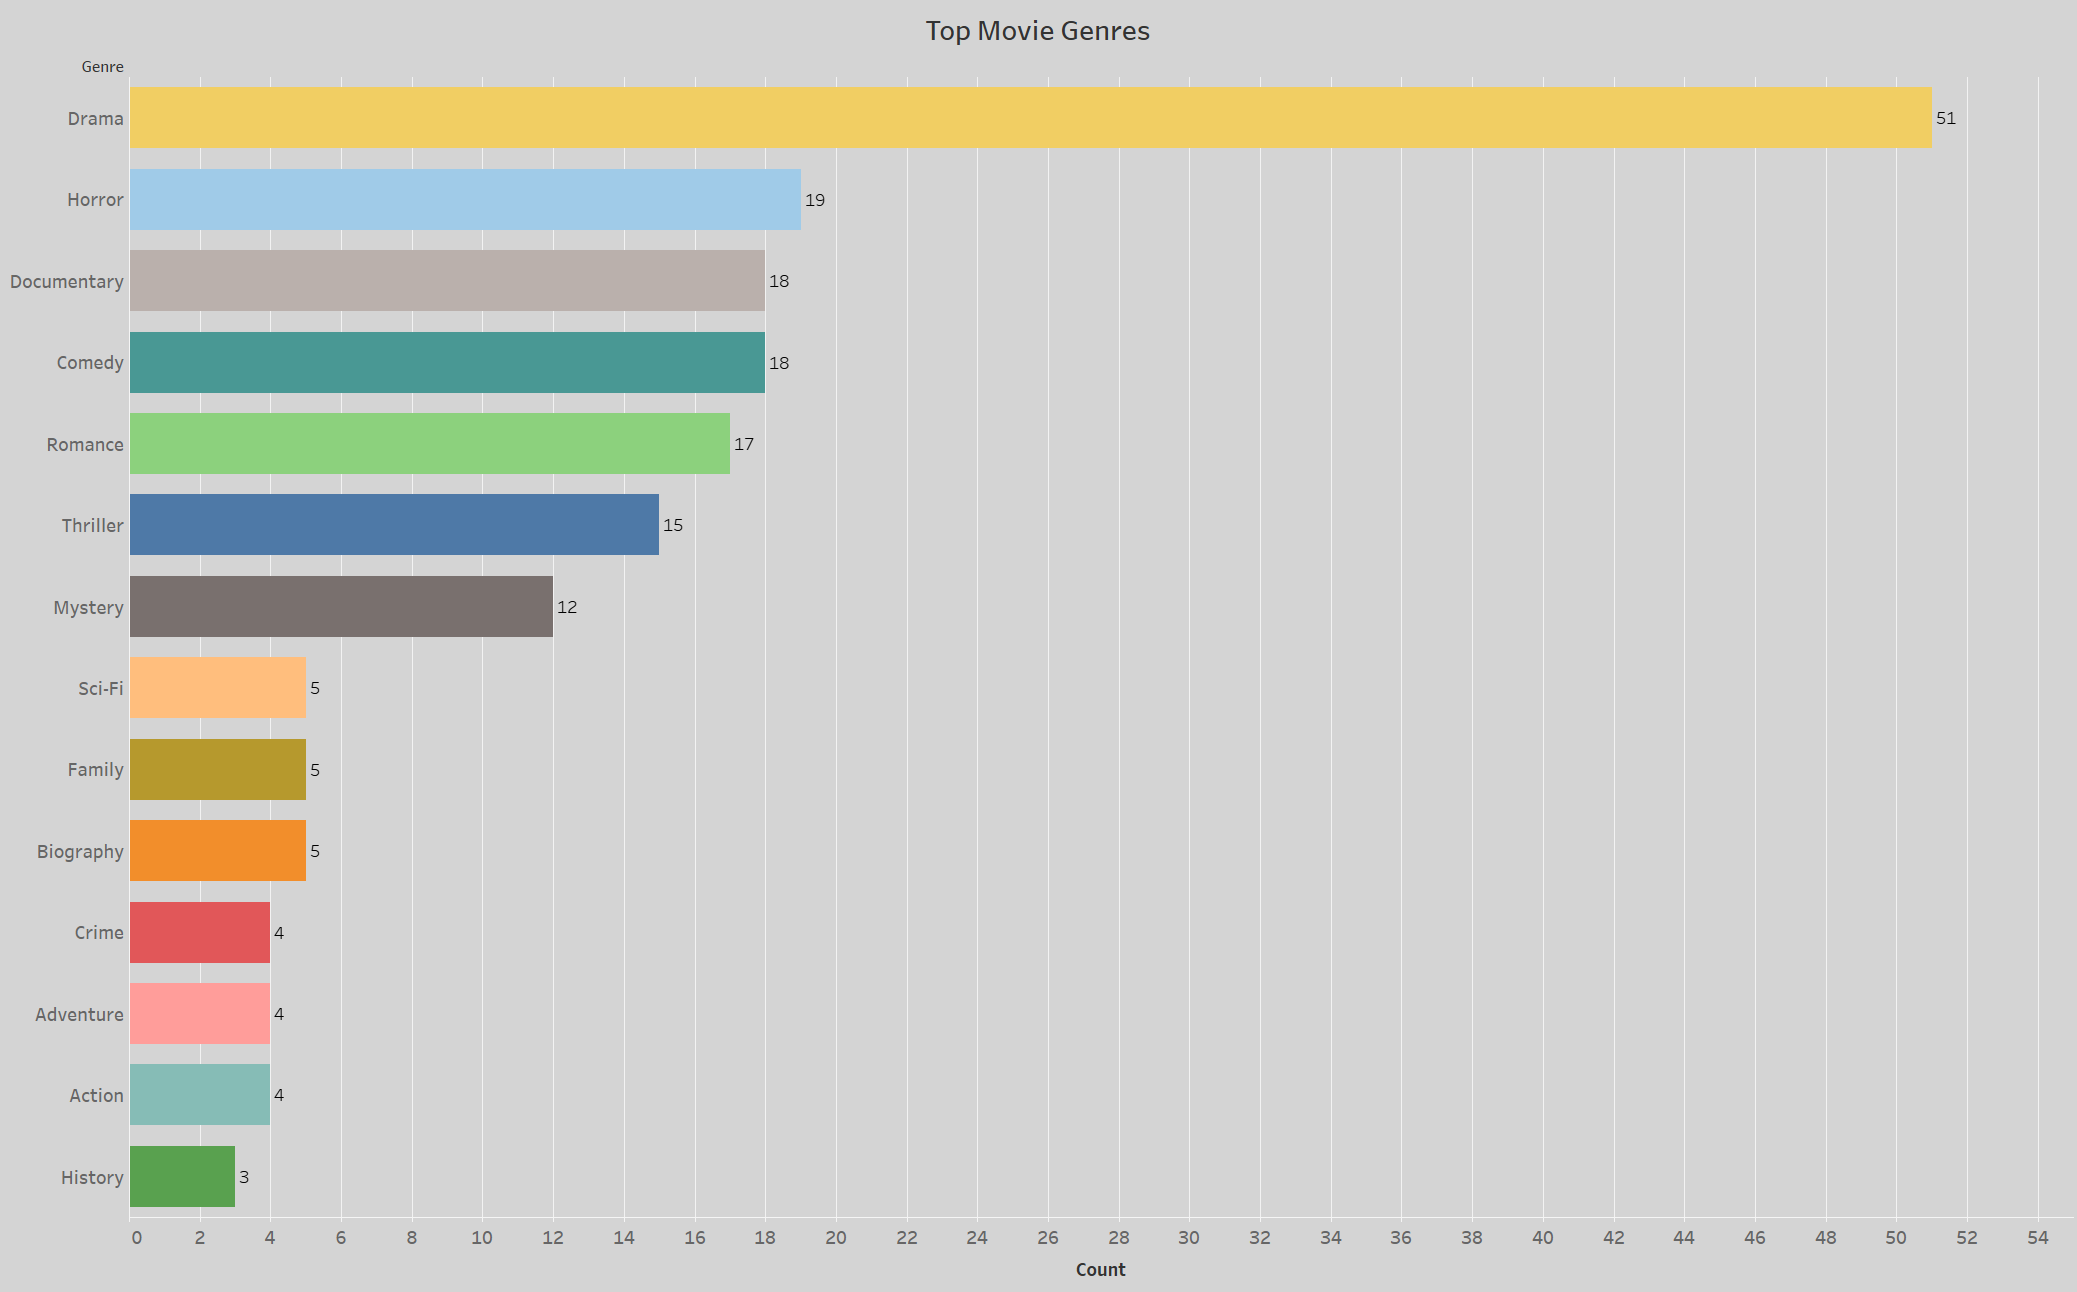 Top Movie Genres
Genre
Drama 51
Horror 19
Documentary 18
Comedy 18
Romance 17
Thriller 15
Mystery 12
Sci-Fi 5
Family 5
Biography 5
Crime 4
Adventure 4
Action 4
History 3
0 2 4 6 8 10 12 14 16 18 20 22 24 26 28 30 32 34 36 38 40 42 44 46 48 50 52 54
Count